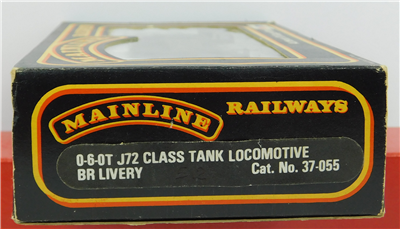 MAINLINE RAILWAYS
0-6-0T J72 CLASS TANK LOCOMOTIVE
BR LIVERY Cat. No. 37-055